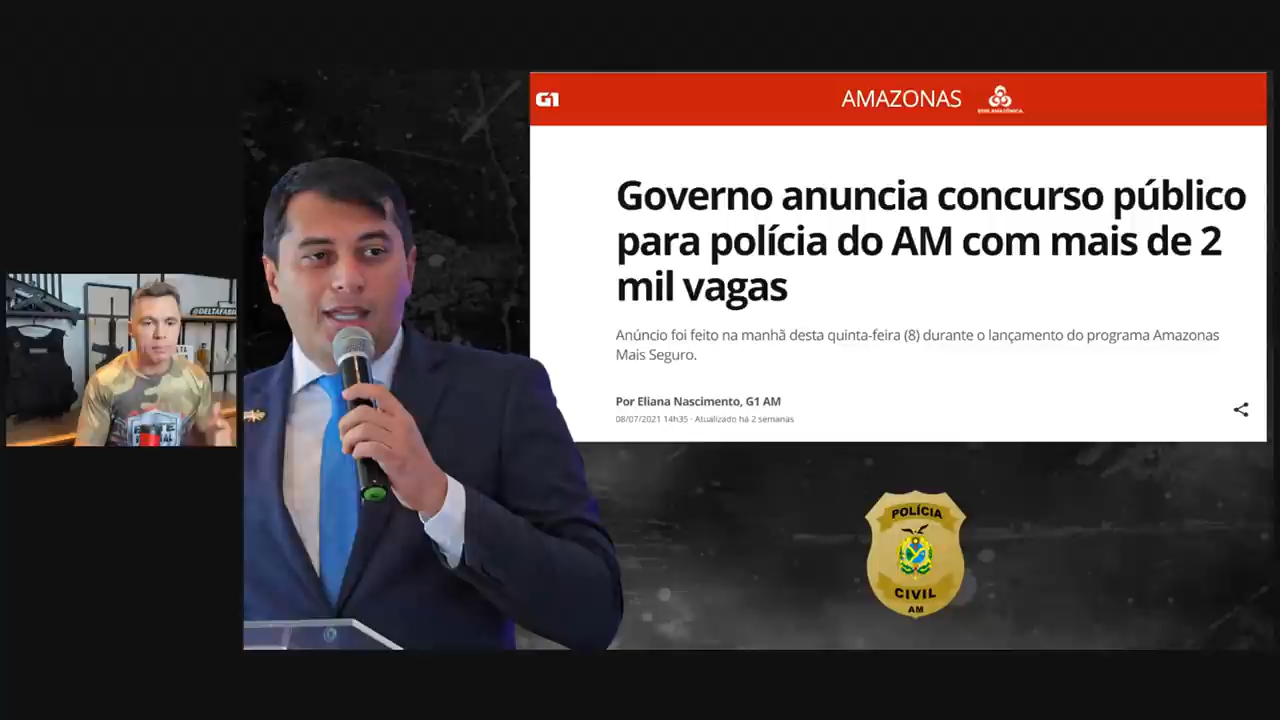 G1
AMAZONAS
REDE AMAZÔNICA
Governo anuncia concurso público
para polícia do AM com mais de 2
mil vagas
Anúncio foi feito na manhã desta quinta-feira (8) durante o lançamento do programa Amazonas
Mais Seguro.
Por Eliana Nascimento, G1 AM
08/07/2021 14h35 · Atualizado há 2 semanas
POLÍCIA
CIVIL
AM